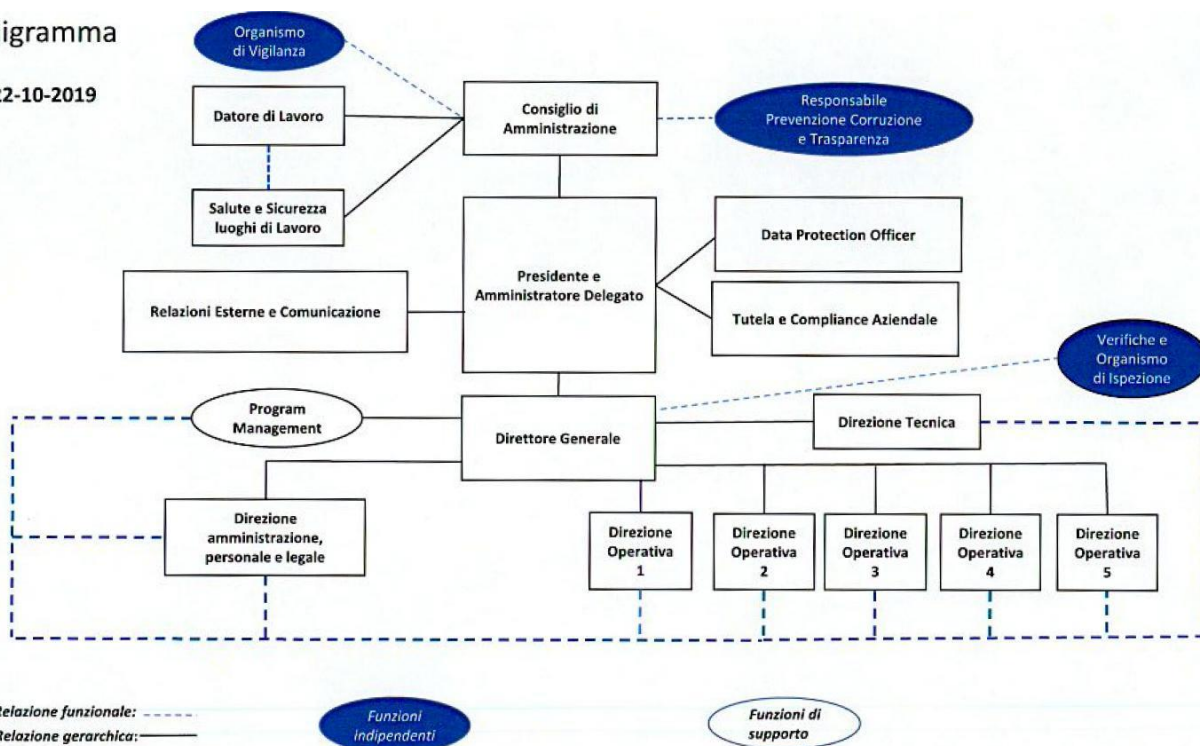 igramma
22-10-2019
Organismo
di Vigilanza
Datore di Lavoro
Consiglio di
Amministrazione
Responsabile
Prevenzione Corruzione
e Trasparenza
Salute e Sicurezza
luoghi di Lavoro
Presidente e
Amministratore Delegato
Data Protection Officer
Relazioni Esterne e Comunicazione
Tutela e Compliance Aziendale
Verifiche e
Organismo
di Ispezione
Program
Management
Direttore Generale
Direzione Tecnica
Direzione
amministrazione,
personale e legale
Direzione
Operativa
1
Direzione
Operativa
2
Direzione
Operativa
3
Direzione
Operativa
4
Direzione
Operativa
5
Relazione funzionale:
Relazione gerarchica:
Funzioni
indipendenti
Funzioni di
supporto